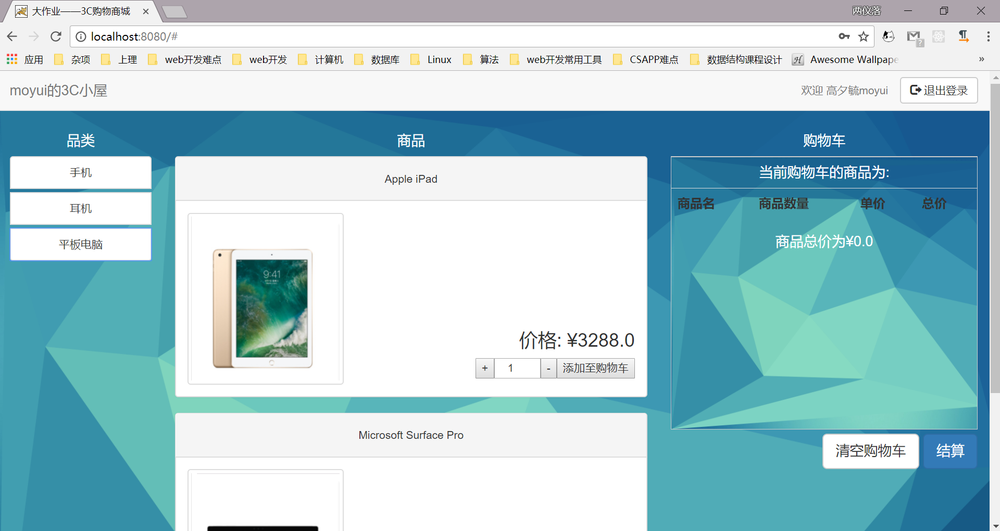 大作业——3C购物商城
两仪落
localhost:8080/#
应用 杂项 上理 web开发难点 web开发 计算机 数据库 Linux 算法 web开发常用工具 CSAPP难点 数据结构课程设计 Awesome Wallpape
moyui的3C小屋
欢迎 高夕毓moyui
退出登录
品类
手机
耳机
平板电脑
商品
Apple iPad
9:41
价格: ¥3288.0
+ 1 - 添加至购物车
Microsoft Surface Pro
购物车
当前购物车的商品为:
商品名 商品数量 单价 总价
商品总价为¥0.0
清空购物车 结算